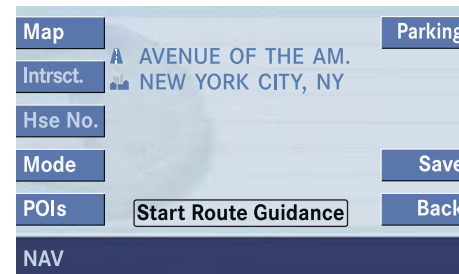 Map
Parking
AVENUE OF THE AM.
Intrsct.
NEW YORK CITY, NY
Hse No.
Mode
Save
POIs
Start Route Guidance
Back
NAV